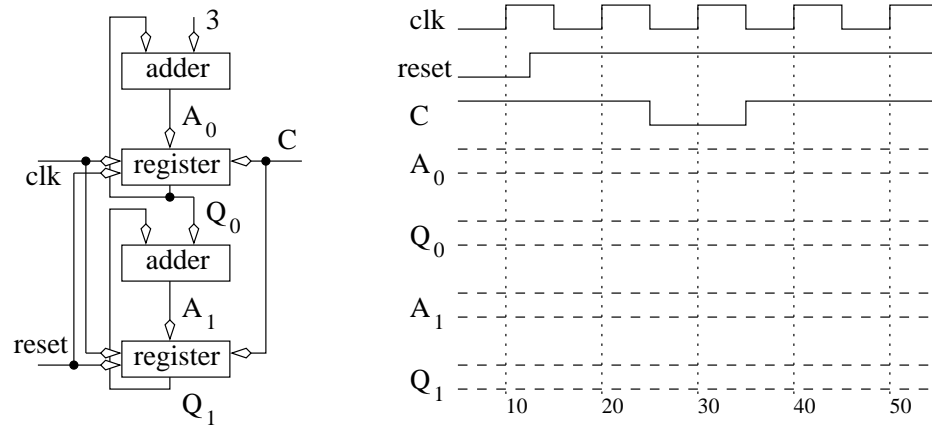 3
adder
A0
C
register
clk
Q0
adder
A1
reset
register
Q1
clk
reset
C
A0
Q0
A1
Q1
10 20 30 40 50